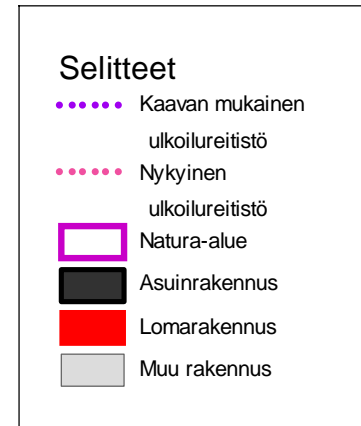 Selitteet
Kaavan mukainen
ulkoilureitistö
Nykyinen
ulkoilureitistö
Natura-alue
Asuinrakennus
Lomarakennus
Muu rakennus